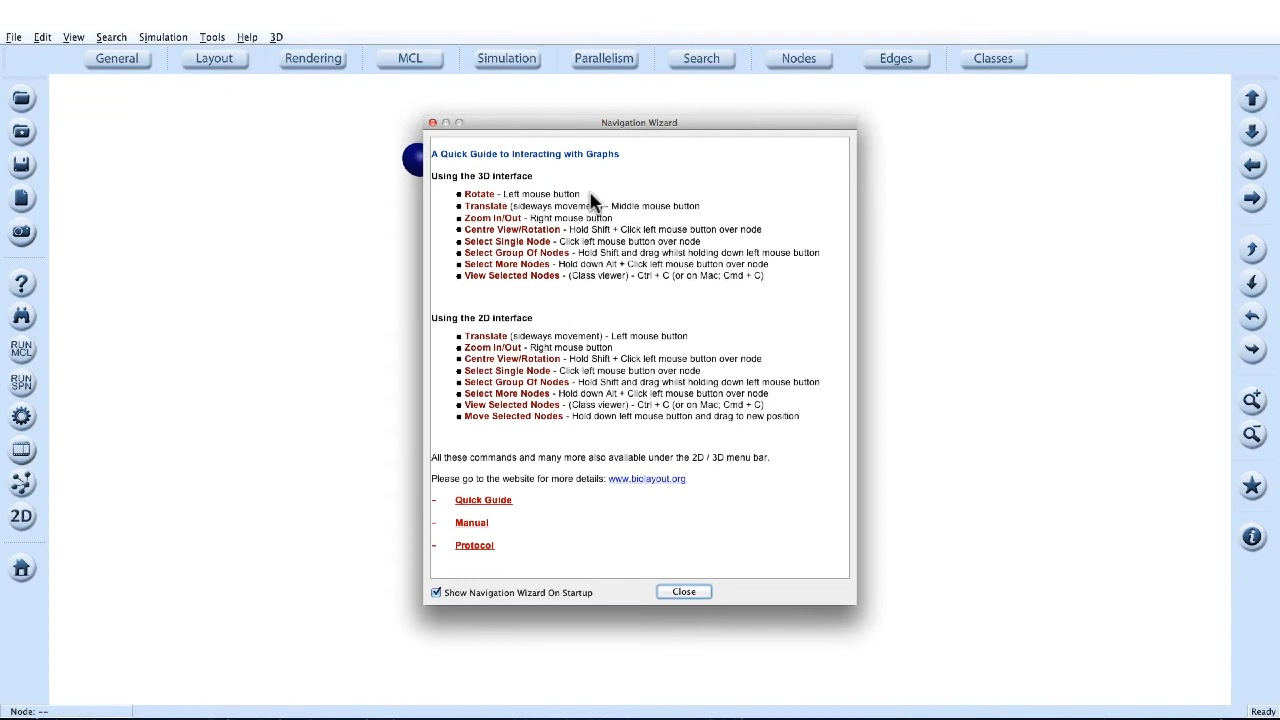 File Edit View Search Simulation Tools Help 3D
General Layout Rendering MCL Simulation Parallelism Search Nodes Edges Classes
Navigation Wizard
A Quick Guide to Interacting with Graphs
Using the 3D interface
Rotate - Left mouse button
Translate (sideways movement) - Middle mouse button
Zoom In/Out - Right mouse button
Centre View/Rotation - Hold Shift + Click left mouse button over node
Select Single Node - Click left mouse button over node
Select Group Of Nodes - Hold Shift and drag whilst holding down left mouse button
Select More Nodes - Hold down Alt + Click left mouse button over node
View Selected Nodes - (Class viewer) - Ctrl + C (or on Mac; Cmd + C)
Using the 2D interface
Translate (sideways movement) - Left mouse button
Zoom In/Out - Right mouse button
Centre View/Rotation - Hold Shift + Click left mouse button over node
Select Single Node - Click left mouse button over node
Select Group Of Nodes - Hold Shift and drag whilst holding down left mouse button
Select More Nodes - Hold down Alt + Click left mouse button over node
View Selected Nodes - (Class viewer) - Ctrl + C (or on Mac; Cmd + C)
Move Selected Nodes - Hold down left mouse button and drag to new position
All these commands and many more also available under the 2D / 3D menu bar.
Please go to the website for more details: www.biolayout.org
- Quick Guide
- Manual
- Protocol
Show Navigation Wizard On Startup
Close
RUN
MCL
RUN
SPN
2D
Node: --
Ready